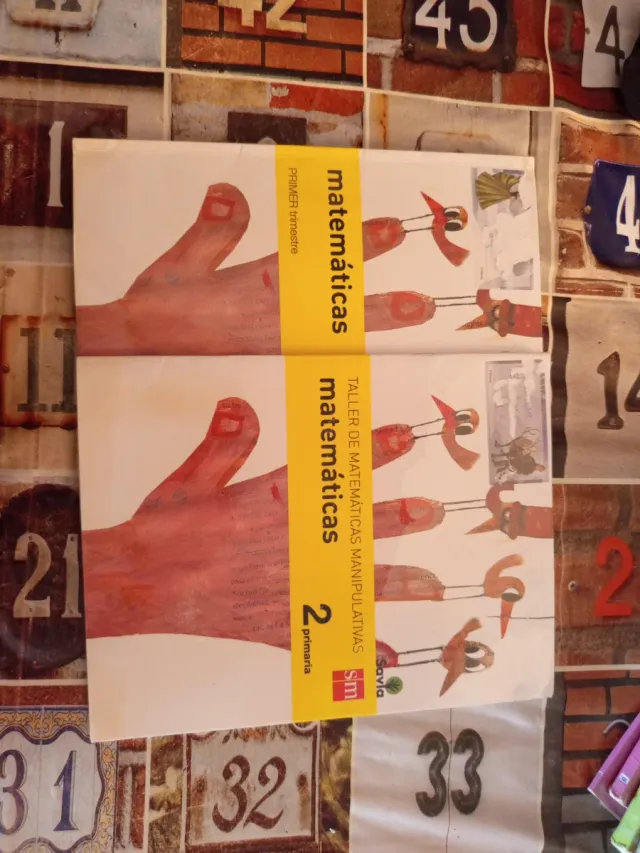 matemáticas
PRIMER trimestre
TALLER DE MATEMÁTICAS MANIPULATIVAS
matemáticas
2
primaria
sm
Savia
42
45
4
1
4
11
14
21
2
31
32
33